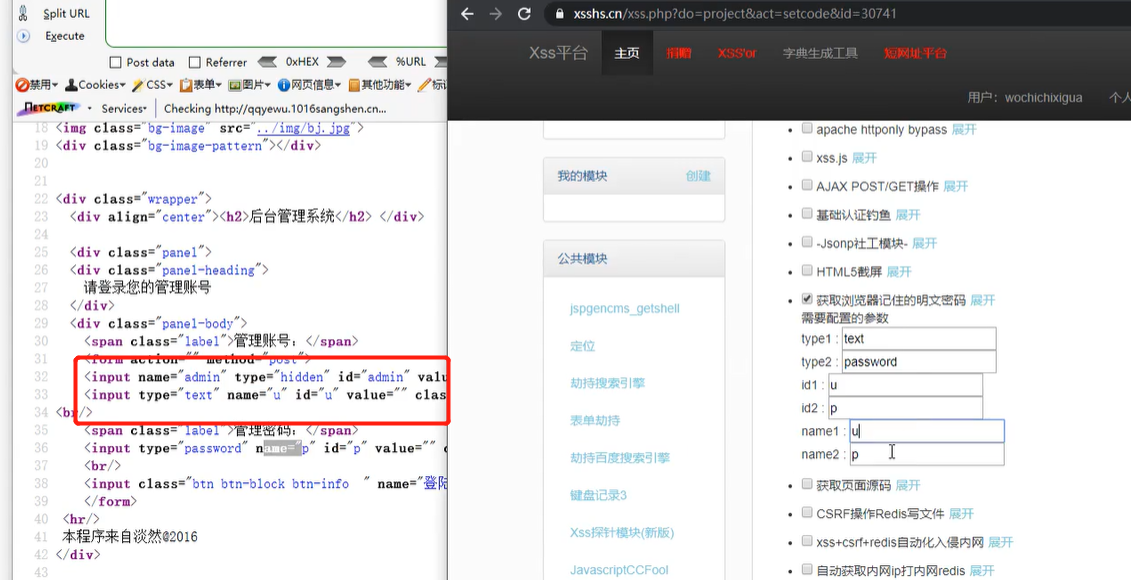 Split URL
Execute
Post data Referrer 0xHEX %URL
禁用 Cookies CSS 表单 图片 网页信息 其他功能
NETCRAFT Services Checking http://qqyewu.1016sangshen.cn...
18 <img class="bg-image" src="../img/bj.jpg">
19 <div class="bg-image-pattern"></div>
20
21
22 <div class="wrapper">
23 <div align="center"><h2>后台管理系统</h2> </div>
24
25 <div class="panel">
26 <div class="panel-heading">
27 请登录您的管理账号
28 </div>
29 <div class="panel-body">
30 <span class="label">管理账号：</span>
31 <form action="" method="post">
32 <input name="admin" type="hidden" id="admin" valu
33 <input type="text" name="u" id="u" value="" clas
34 <br/>
35 <span class="label">管理密码：</span>
36 <input type="password" name="p" id="p" value="" c
37 <br/>
38 <input class="btn btn-block btn-info " name="登陆
39 </form>
40 <hr/>
41 本程序来自淡然@2016
42 </div>
43
xsshs.cn/xss.php?do=project&act=setcode&id=30741
Xss平台 主页 捐赠 XSS'or 字典生成工具 短网址平台
用户：wochichixigua 个人
我的模块 创建
公共模块
jspgencms_getshell
定位
劫持搜索引擎
表单劫持
劫持百度搜索引擎
键盘记录3
Xss探针模块(新版)
JavascriptCCFool
apache httponly bypass 展开
xss.js 展开
AJAX POST/GET操作 展开
基础认证钓鱼 展开
-Jsonp社工模块- 展开
HTML5截屏 展开
获取浏览器记住的明文密码 展开
需要配置的参数
type1 : text
type2 : password
id1 : u
id2 : p
name1 : u
name2 : p
获取页面源码 展开
CSRF操作Redis写文件 展开
xss+csrf+redis自动化入侵内网 展开
自动获取内网ip打内网redis 展开